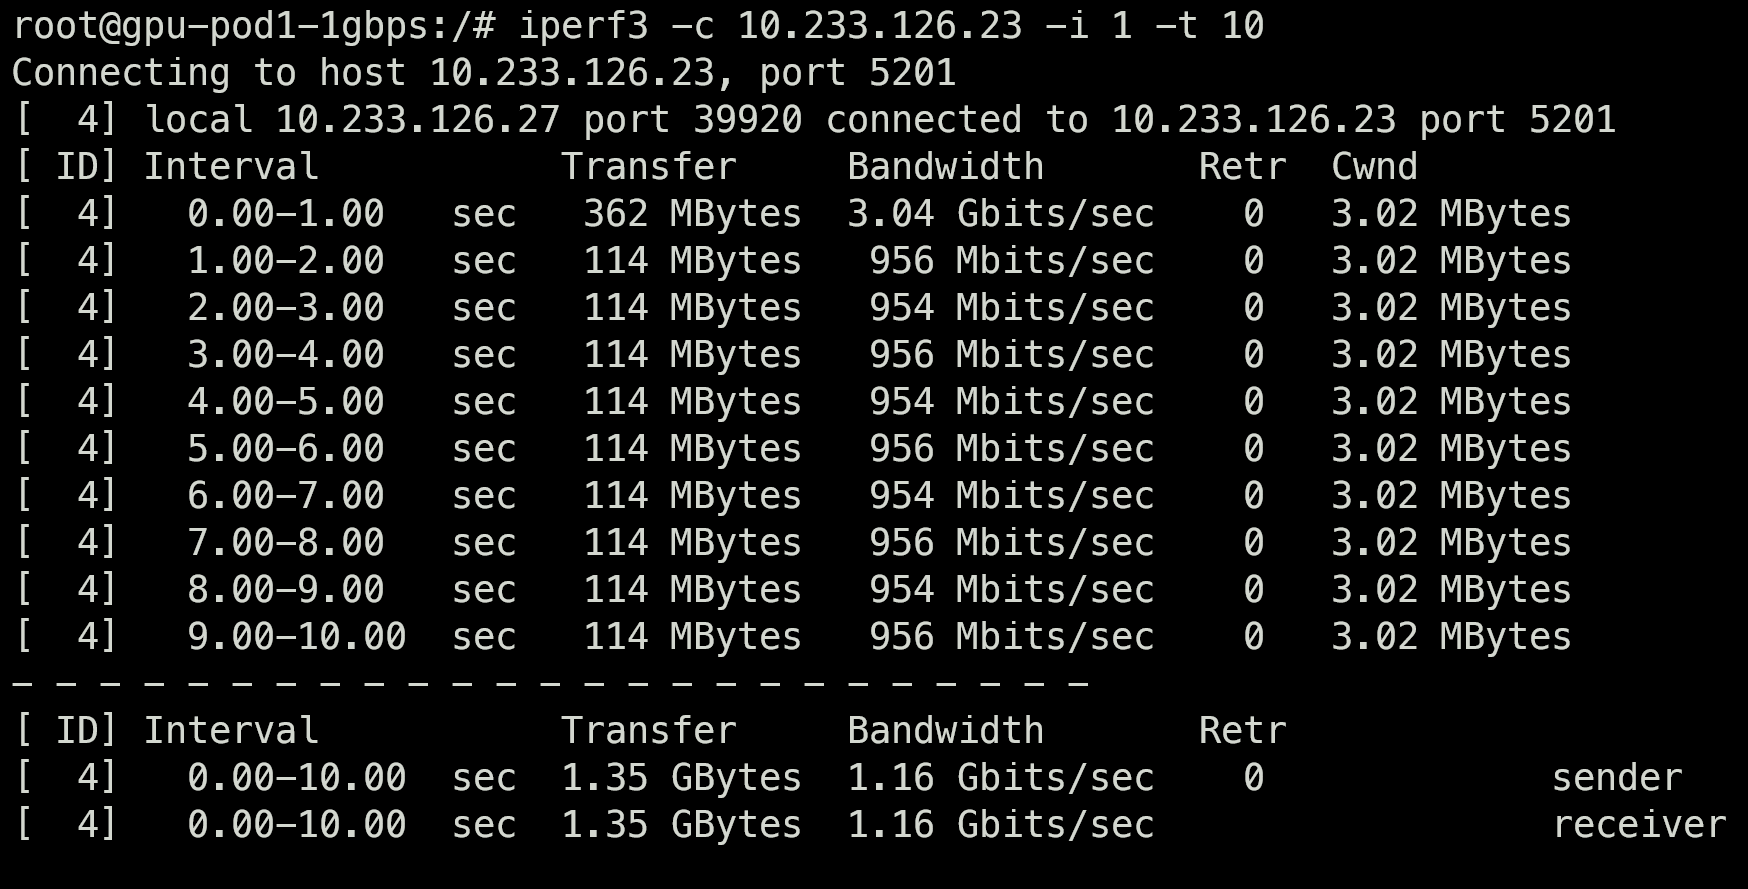 root@gpu-pod1-1gbps:/# iperf3 -c 10.233.126.23 -i 1 -t 10
Connecting to host 10.233.126.23, port 5201
[  4] local 10.233.126.27 port 39920 connected to 10.233.126.23 port 5201
[ ID] Interval           Transfer     Bandwidth       Retr  Cwnd
[  4]   0.00-1.00   sec   362 MBytes  3.04 Gbits/sec    0   3.02 MBytes
[  4]   1.00-2.00   sec   114 MBytes   956 Mbits/sec    0   3.02 MBytes
[  4]   2.00-3.00   sec   114 MBytes   954 Mbits/sec    0   3.02 MBytes
[  4]   3.00-4.00   sec   114 MBytes   956 Mbits/sec    0   3.02 MBytes
[  4]   4.00-5.00   sec   114 MBytes   954 Mbits/sec    0   3.02 MBytes
[  4]   5.00-6.00   sec   114 MBytes   956 Mbits/sec    0   3.02 MBytes
[  4]   6.00-7.00   sec   114 MBytes   954 Mbits/sec    0   3.02 MBytes
[  4]   7.00-8.00   sec   114 MBytes   956 Mbits/sec    0   3.02 MBytes
[  4]   8.00-9.00   sec   114 MBytes   954 Mbits/sec    0   3.02 MBytes
[  4]   9.00-10.00  sec   114 MBytes   956 Mbits/sec    0   3.02 MBytes
- - - - - - - - - - - - - - - - - - - - - - - - -
[ ID] Interval           Transfer     Bandwidth       Retr
[  4]   0.00-10.00  sec  1.35 GBytes  1.16 Gbits/sec    0             sender
[  4]   0.00-10.00  sec  1.35 GBytes  1.16 Gbits/sec                  receiver